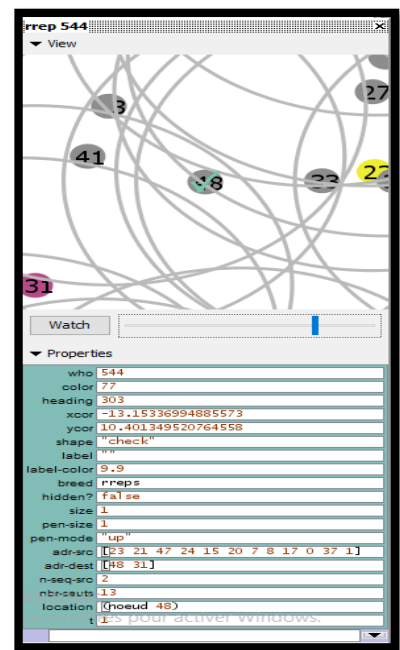 rrep 544
View
27
41
48
33
31
Watch
Properties
who 544
color 77
heading 303
xcor -13.15336994885573
ycor 10.401349520764558
shape "check"
label ""
label-color 9.9
breed rreps
hidden? false
size 1
pen-size 1
pen-mode "up"
adr-src [23 21 47 24 15 20 7 8 17 0 37 1]
adr-dest [48 31]
n-seq-src 2
nbr-sauts 13
location (noeud 48)
t 1
pour activer Windows.